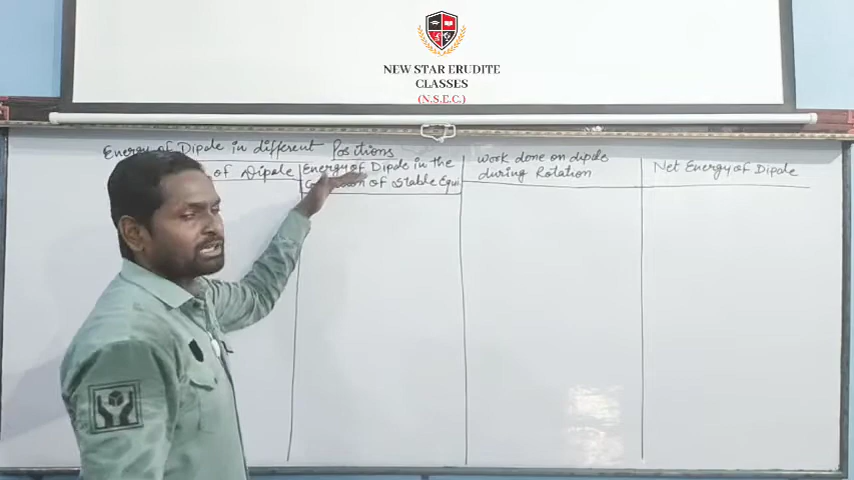 NEW STAR ERUDITE
CLASSES
(N.S.E.C.)
Energy of Dipole in different Positions
of Dipole
Energy of Dipole in the
of Stable Equi
work done on dipole
during Rotation
Net Energy of Dipole